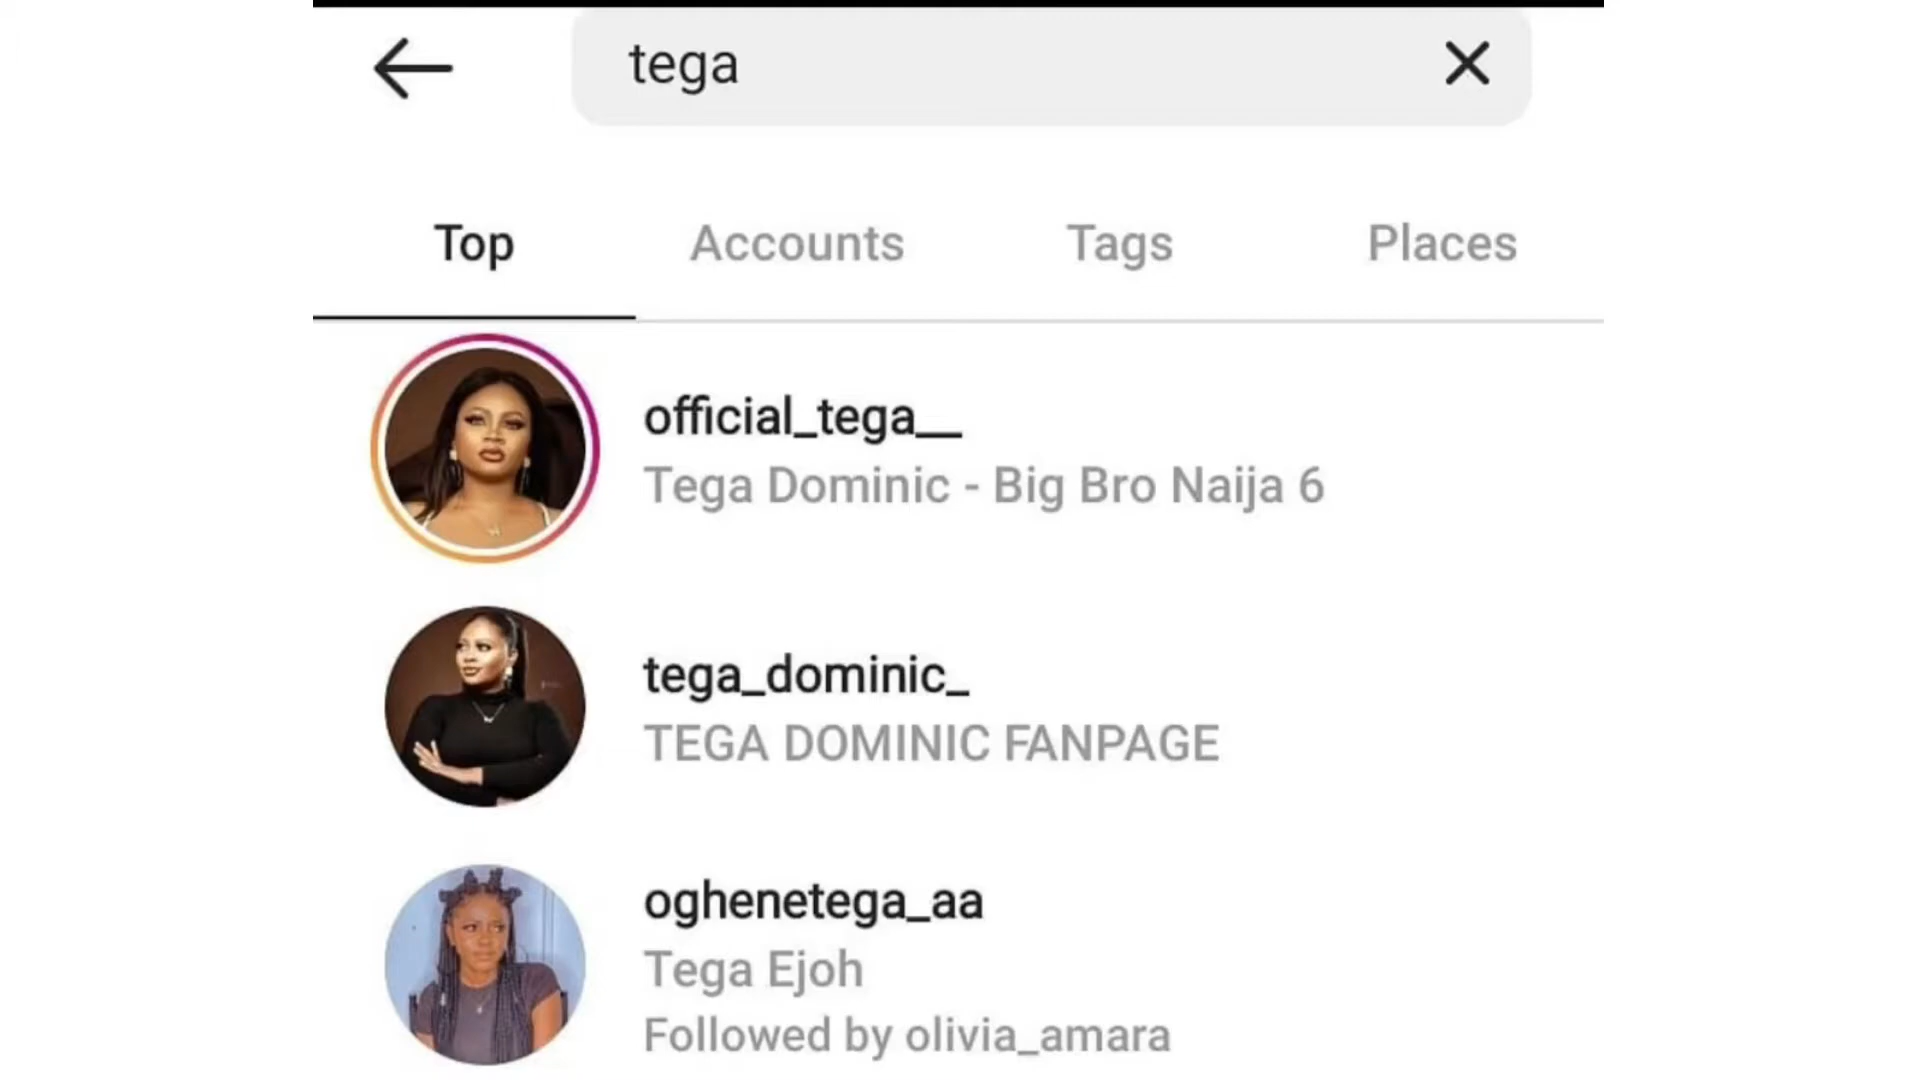 tega
Top Accounts Tags Places
official_tega__
Tega Dominic - Big Bro Naija 6
tega_dominic_
TEGA DOMINIC FANPAGE
oghenetega_aa
Tega Ejoh
Followed by olivia_amara